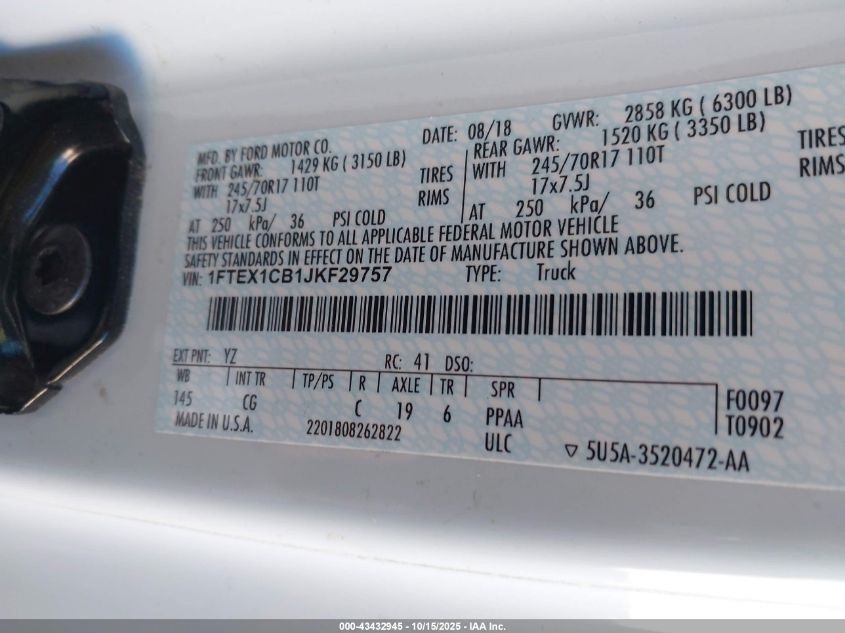 MFD. BY FORD MOTOR CO. DATE: 08/18 GVWR: 2858 KG ( 6300 LB)
FRONT GAWR: 1429 KG ( 3150 LB) REAR GAWR: 1520 KG ( 3350 LB)
WITH 245/70R17 110T TIRES WITH 245/70R17 110T TIRES
17x7.5J RIMS 17x7.5J RIMS
AT 250 kPa/ 36 PSI COLD AT 250 kPa/ 36 PSI COLD
THIS VEHICLE CONFORMS TO ALL APPLICABLE FEDERAL MOTOR VEHICLE
SAFETY STANDARDS IN EFFECT ON THE DATE OF MANUFACTURE SHOWN ABOVE.
VIN: 1FTEX1CB1JKF29757 TYPE: Truck
EXT PNT: YZ RC: 41 DSO:
WB INT TR TP/PS R AXLE TR SPR
145 CG C 19 6 PPAA F0097
MADE IN U.S.A. 2201808262822 ULC T0902
▽ 5U5A-3520472-AA
000-43432945 - 10/15/2025 - IAA Inc.